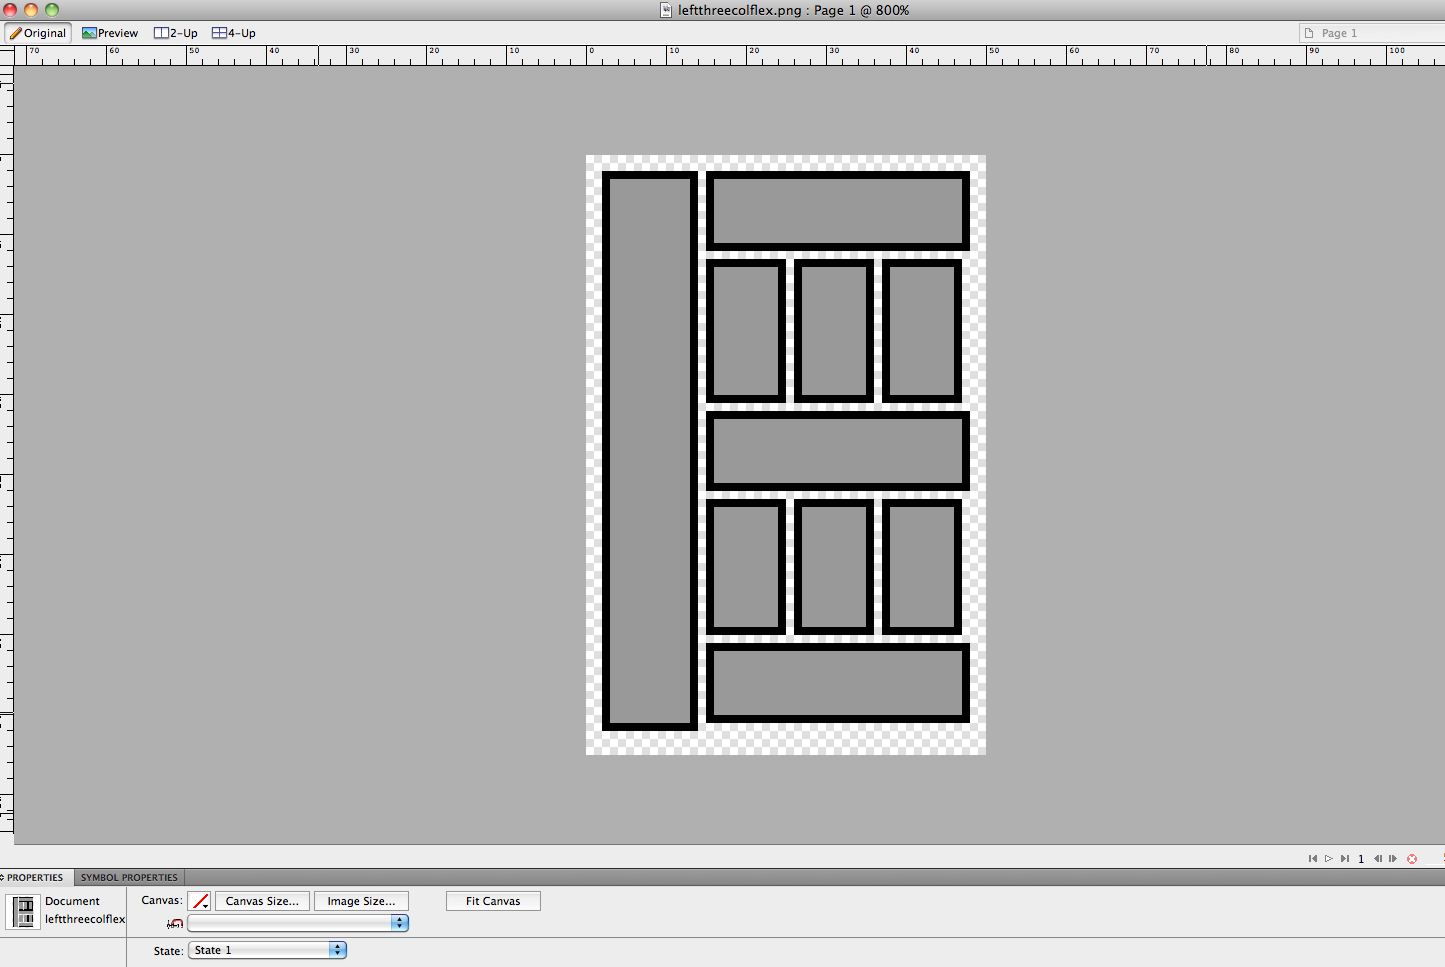 leftthreecolflex.png : Page 1 @ 800%
Original Preview 2-Up 4-Up Page 1
70 60 50 40 30 20 10 0 10 20 30 40 50 60 70 80 90 100
1
PROPERTIES SYMBOL PROPERTIES
Document
leftthreecolflex
Canvas: Canvas Size... Image Size... Fit Canvas
State: State 1